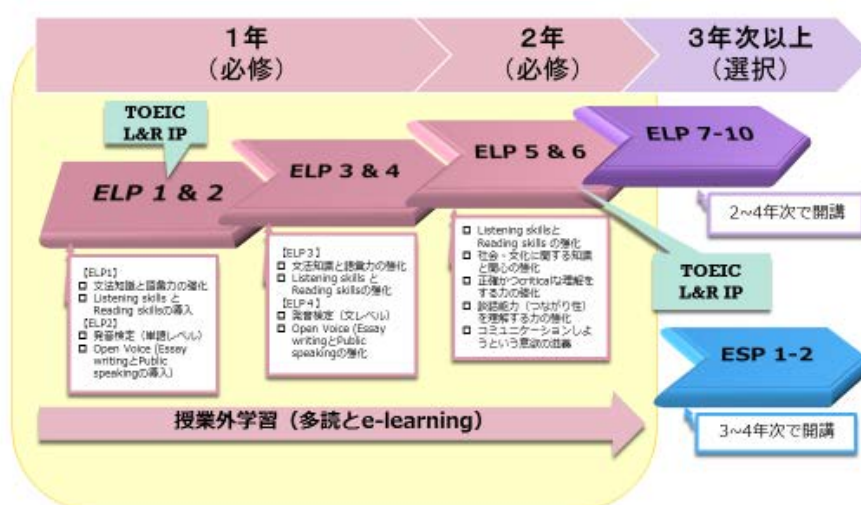 1年
(必修)
2年
(必修)
3年次以上
(選択)
TOEIC
L&R IP
ELP 1 & 2
ELP 3 & 4
ELP 5 & 6
ELP 7-10
2~4年次で開講
【ELP1】
□ 文法知識と語彙力の強化
□ Listening skills と
Reading skillsの導入
【ELP2】
□ 発音検定（単語レベル）
□ Open Voice (Essay
writingとPublic
speakingの導入)
【ELP3】
□ 文法知識と語彙力の強化
□ Listening skills と
Reading skillsの強化
【ELP4】
□ 発音検定（文レベル）
□ Open Voice (Essay
writingとPublic
speakingの強化
□ Listening skillsと
Reading skills の強化
□ 社会・文化に関する知識
と関心の強化
□ 正確かつcriticalな理解を
する力の強化
□ 談話能力（つながり性）
を理解する力の強化
□ コミュニケーションしよ
うという意欲の涵養
TOEIC
L&R IP
ESP 1-2
3~4年次で開講
授業外学習（多読とe-learning）